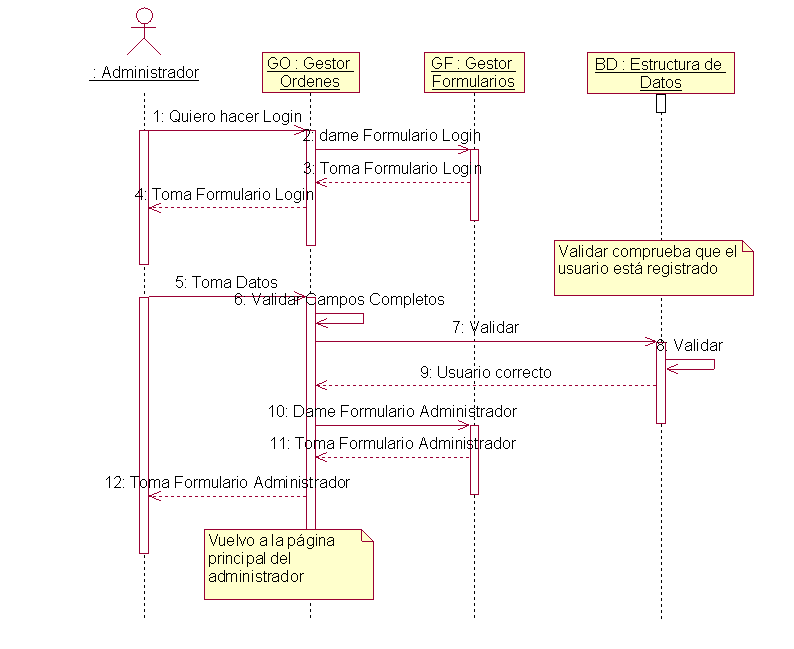 : Administrador
GO : Gestor
Ordenes
GF : Gestor
Formularios
BD : Estructura de
Datos
1: Quiero hacer Login
2: dame Formulario Login
3: Toma Formulario Login
4: Toma Formulario Login
Validar comprueba que el
usuario está registrado
5: Toma Datos
6: Validar Campos Completos
7: Validar
8: Validar
9: Usuario correcto
10: Dame Formulario Administrador
11: Toma Formulario Administrador
12: Toma Formulario Administrador
Vuelvo a la página
principal del
administrador